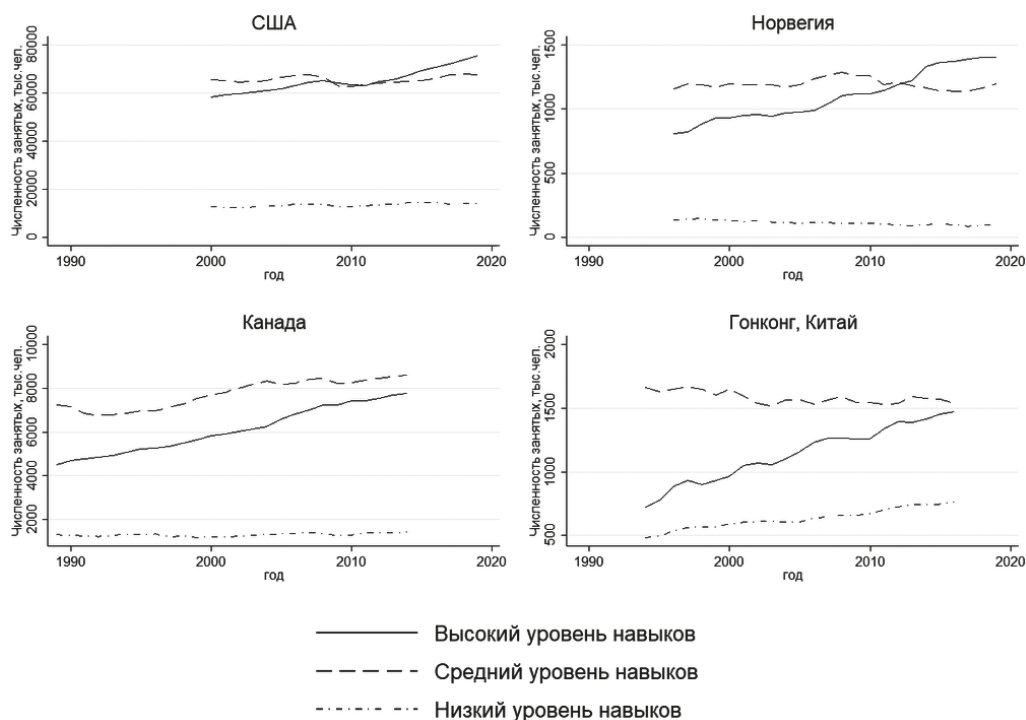 США
Численность занятых, тыс.чел.
80000
60000
40000
20000
0
1990
2000
2010
2020
год
Норвегия
Численность занятых, тыс.чел.
1500
1000
500
0
1990
2000
2010
2020
год
Канада
Численность занятых, тыс.чел.
10000
8000
6000
4000
2000
1990
2000
2010
2020
год
Гонконг, Китай
Численность занятых, тыс.чел.
2000
1500
1000
500
1990
2000
2010
2020
год
Высокий уровень навыков
Средний уровень навыков
Низкий уровень навыков